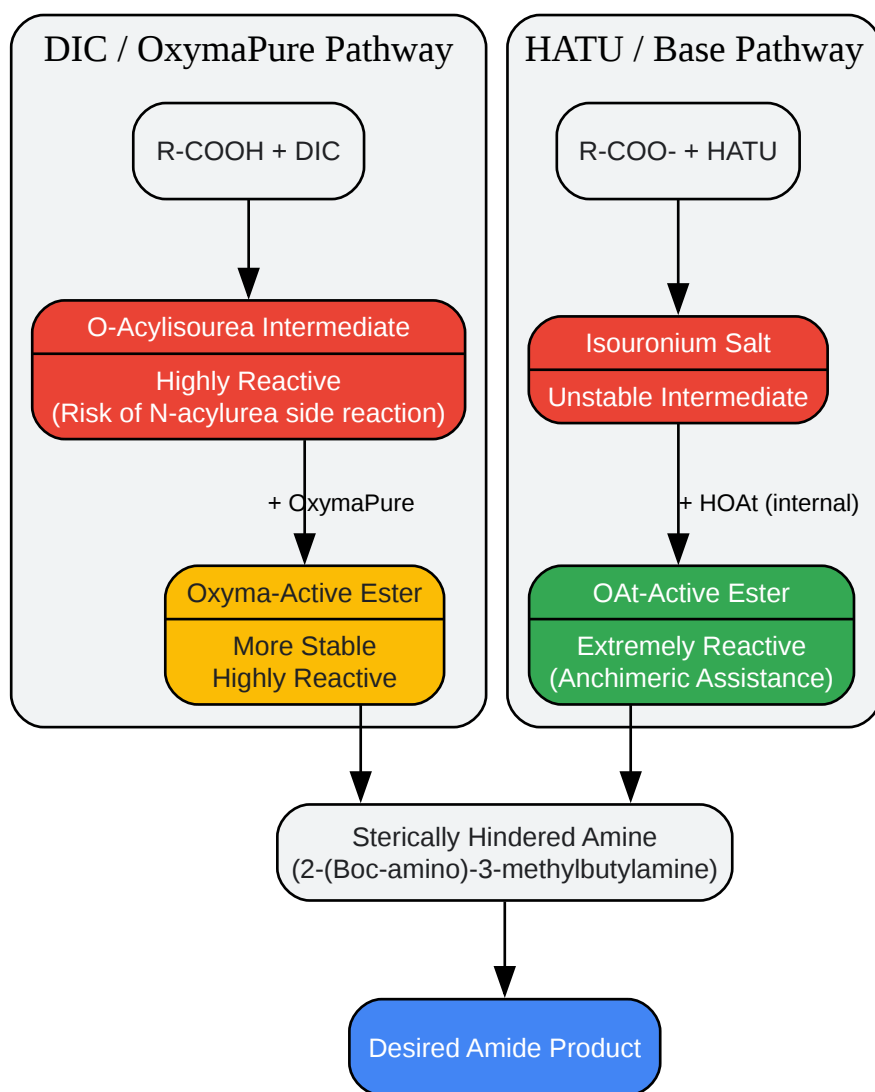 DIC / OxymaPure Pathway
R-COOH + DIC
O-Acylisourea Intermediate
Highly Reactive
(Risk of N-acylurea side reaction)
+ OxymaPure
Oxyma-Active Ester
More Stable
Highly Reactive
HATU / Base Pathway
R-COO- + HATU
Isouronium Salt
Unstable Intermediate
+ HOAt (internal)
OAt-Active Ester
Extremely Reactive
(Anchimeric Assistance)
Sterically Hindered Amine
(2-(Boc-amino)-3-methylbutylamine)
Desired Amide Product